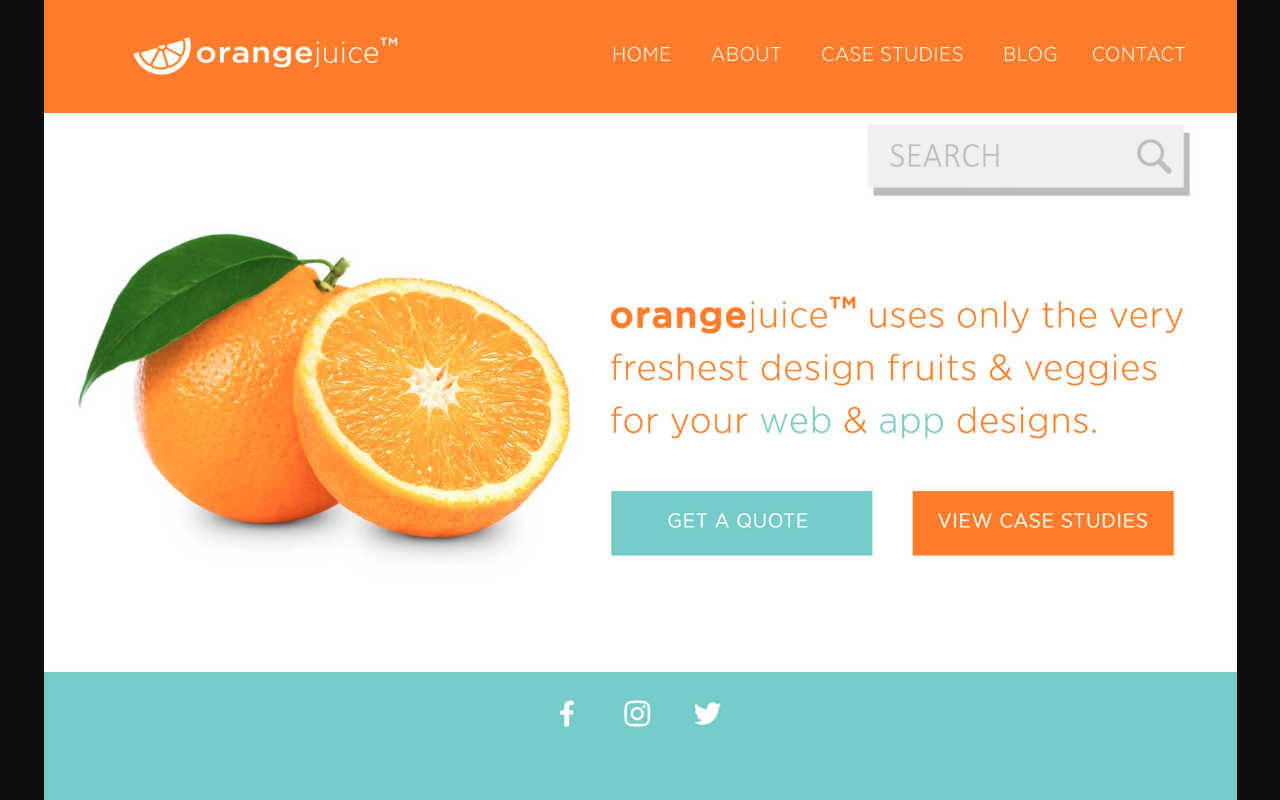 orangejuice™
HOME ABOUT CASE STUDIES BLOG CONTACT
SEARCH
orangejuice™ uses only the very
freshest design fruits & veggies
for your web & app designs.
GET A QUOTE VIEW CASE STUDIES